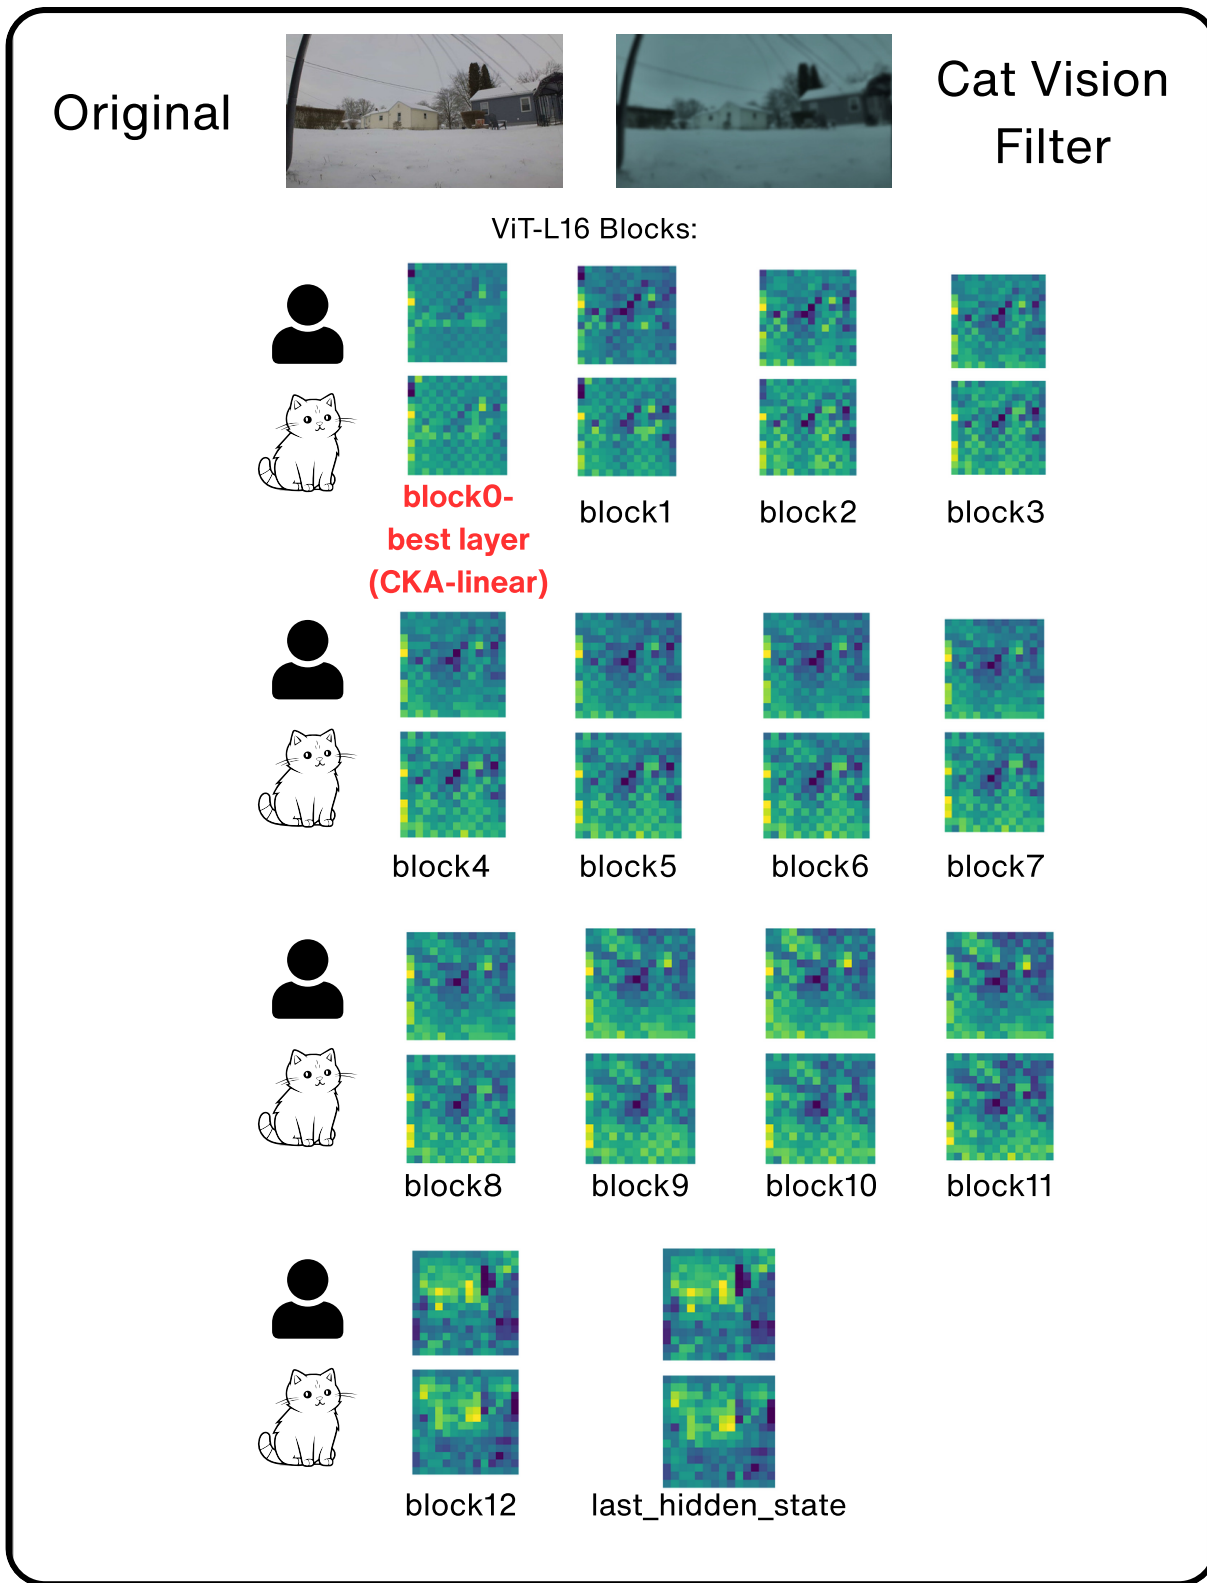 Original
Cat Vision
Filter
ViT-L16 Blocks:
block0-
best layer
(CKA-linear)
block1
block2
block3
block4
block5
block6
block7
block8
block9
block10
block11
block12
last_hidden_state